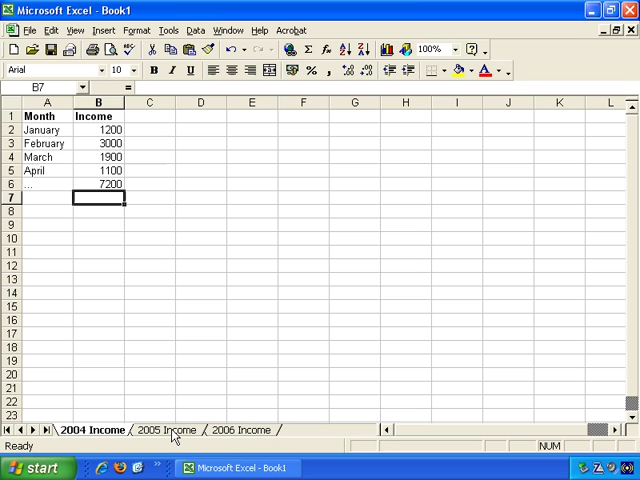 Microsoft Excel - Book1
File Edit View Insert Format Tools Data Window Help Acrobat
100%
Arial 10 B I U $ % ,
B7 =
A B C D E F G H I J K L
1 Month Income
2 January 1200
3 February 3000
4 March 1900
5 April 1100
6 ... 7200
7
8
9
10
11
12
13
14
15
16
17
18
19
20
21
22
23
2004 Income 2005 Income 2006 Income
Ready NUM
start Microsoft Excel - Book1